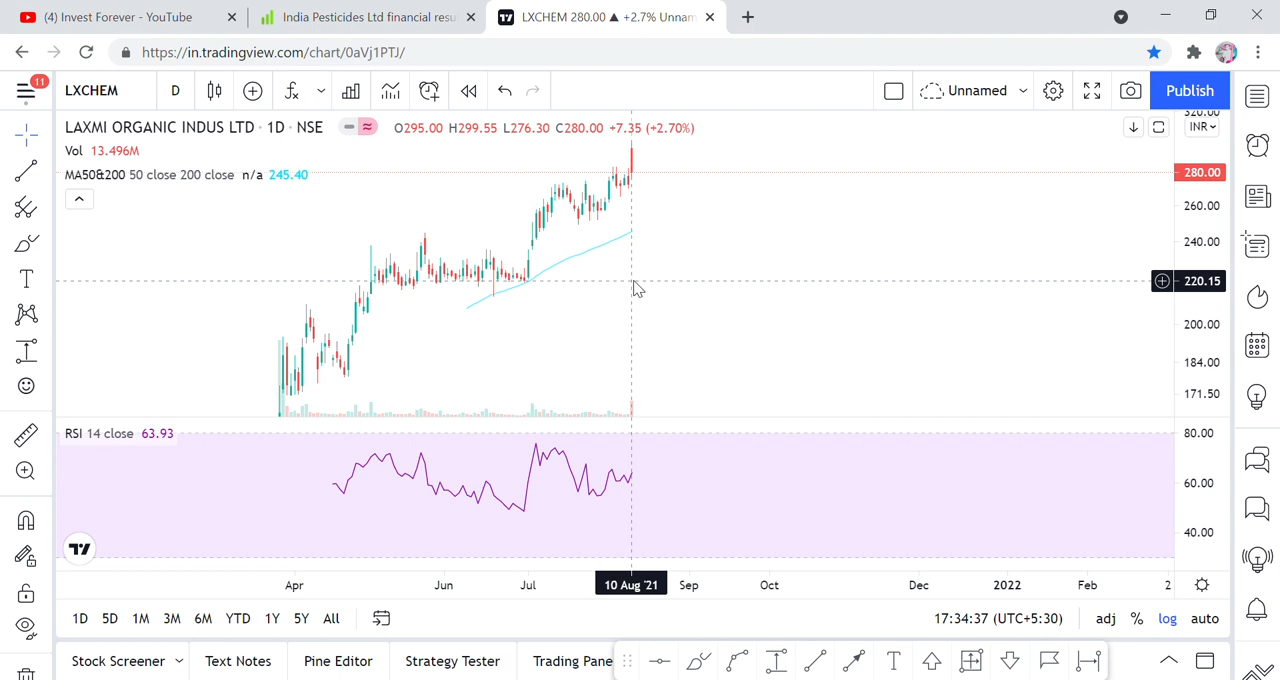 (4) Invest Forever - YouTube
India Pesticides Ltd financial resu
LXCHEM 280.00 ▲ +2.7% Unnam
https://in.tradingview.com/chart/0aVj1PTJ/
11
LXCHEM
D
Unnamed
Publish
LAXMI ORGANIC INDUS LTD · 1D · NSE
O295.00 H299.55 L276.30 C280.00 +7.35 (+2.70%)
Vol 13.496M
MA50&200 50 close 200 close n/a 245.40
320.00
INR
280.00
260.00
240.00
220.15
200.00
184.00
171.50
RSI 14 close 63.93
80.00
60.00
40.00
Apr
Jun
Jul
10 Aug '21
Sep
Oct
Dec
2022
Feb
2
1D 5D 1M 3M 6M YTD 1Y 5Y All
17:34:37 (UTC+5:30)
adj % log auto
Stock Screener
Text Notes
Pine Editor
Strategy Tester
Trading Pane